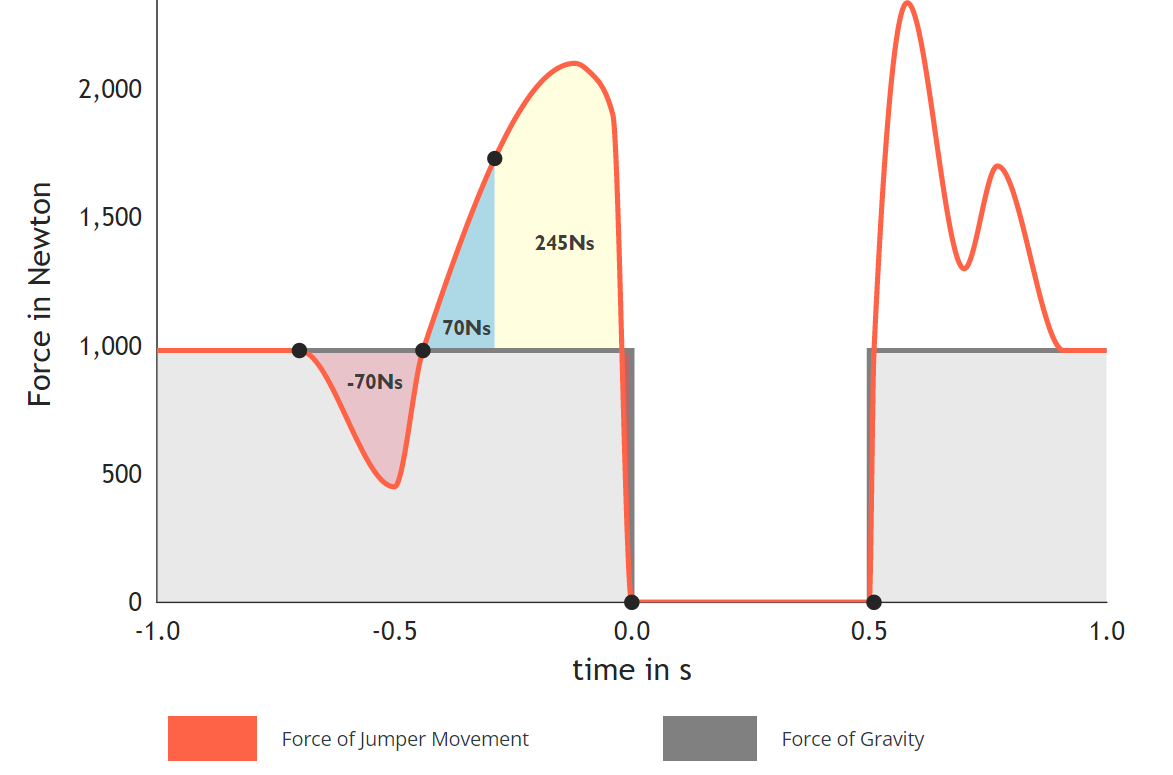 2,000
1,500
1,000
500
0
Force in Newton
245Ns
70Ns
-70Ns
-1.0 -0.5 0.0 0.5 1.0
time in s
Force of Jumper Movement
Force of Gravity